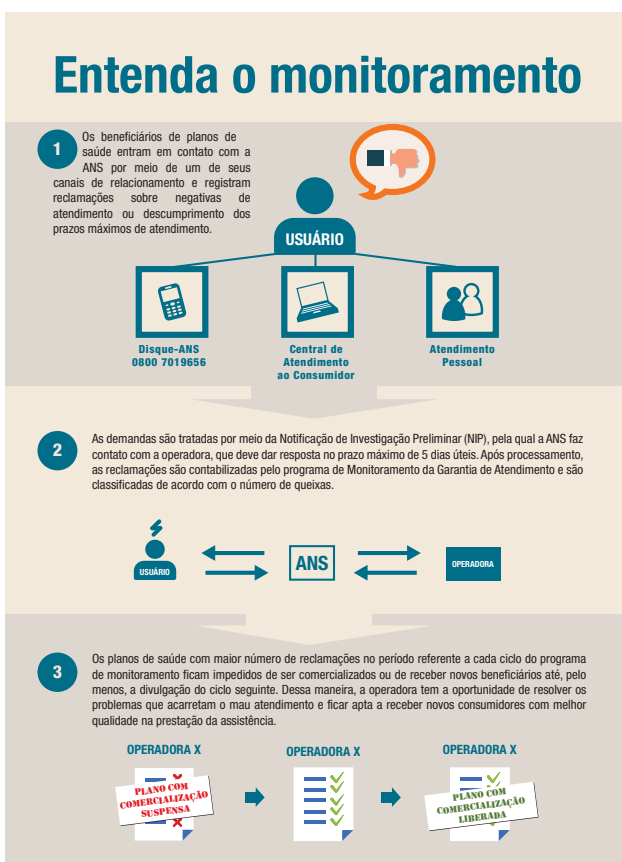 Entenda o monitoramento
1
Os beneficiários de planos de
saúde entram em contato com a
ANS por meio de um de seus
canais de relacionamento e registram
reclamações sobre negativas de
atendimento ou descumprimento dos
prazos máximos de atendimento.
USUÁRIO
Disque-ANS
0800 7019656
Central de
Atendimento
ao Consumidor
Atendimento
Pessoal
2
As demandas são tratadas por meio da Notificação de Investigação Preliminar (NIP), pela qual a ANS faz
contato com a operadora, que deve dar resposta no prazo máximo de 5 dias úteis. Após processamento,
as reclamações são contabilizadas pelo programa de Monitoramento da Garantia de Atendimento e são
classificadas de acordo com o número de queixas.
USUÁRIO
ANS
OPERADORA
3
Os planos de saúde com maior número de reclamações no período referente a cada ciclo do programa
de monitoramento ficam impedidos de ser comercializados ou de receber novos beneficiários até, pelo
menos, a divulgação do ciclo seguinte. Dessa maneira, a operadora tem a oportunidade de resolver os
problemas que acarretam o mau atendimento e ficar apta a receber novos consumidores com melhor
qualidade na prestação da assistência.
OPERADORA X
PLANO COM
COMERCIALIZAÇÃO
SUSPENSA
OPERADORA X
OPERADORA X
PLANO COM
COMERCIALIZAÇÃO
LIBERADA